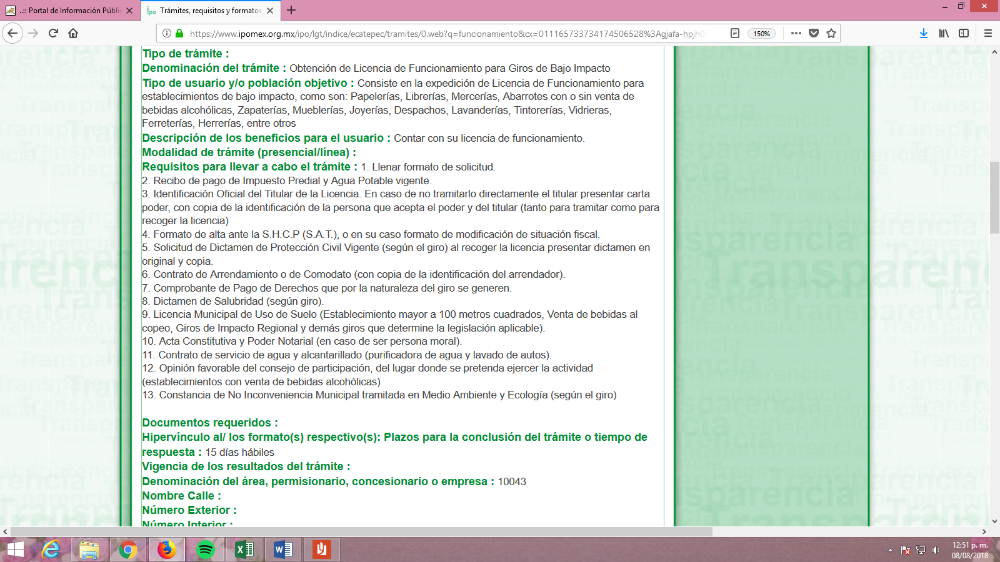 ..:: Portal de Información Públic
Trámites, requisitos y formatos
https://www.ipomex.org.mx/ipo/lgt/indice/ecatepec/tramites/0.web?q=funcionamiento&cx=011165733734174506528%3Agjafa-hpjh0
150%
Tipo de trámite :
Denominación del trámite : Obtención de Licencia de Funcionamiento para Giros de Bajo Impacto
Tipo de usuario y/o población objetivo : Consiste en la expedición de Licencia de Funcionamiento para
establecimientos de bajo impacto, como son: Papelerías, Librerías, Mercerías, Abarrotes con o sin venta de
bebidas alcohólicas, Zapaterías, Mueblerías, Joyerías, Despachos, Lavanderías, Tintorerías, Vidrieras,
Ferreterías, Herrerías, entre otros
Descripción de los beneficios para el usuario : Contar con su licencia de funcionamiento.
Modalidad de trámite (presencial/línea) :
Requisitos para llevar a cabo el trámite : 1. Llenar formato de solicitud.
2. Recibo de pago de Impuesto Predial y Agua Potable vigente.
3. Identificación Oficial del Titular de la Licencia. En caso de no tramitarlo directamente el titular presentar carta
poder, con copia de la identificación de la persona que acepta el poder y del titular (tanto para tramitar como para
recoger la licencia)
4. Formato de alta ante la S.H.C.P (S.A.T.), o en su caso formato de modificación de situación fiscal.
5. Solicitud de Dictamen de Protección Civil Vigente (según el giro) al recoger la licencia presentar dictamen en
original y copia.
6. Contrato de Arrendamiento o de Comodato (con copia de la identificación del arrendador).
7. Comprobante de Pago de Derechos que por la naturaleza del giro se generen.
8. Dictamen de Salubridad (según giro).
9. Licencia Municipal de Uso de Suelo (Establecimiento mayor a 100 metros cuadrados, Venta de bebidas al
copeo, Giros de Impacto Regional y demás giros que determine la legislación aplicable).
10. Acta Constitutiva y Poder Notarial (en caso de ser persona moral).
11. Contrato de servicio de agua y alcantarillado (purificadora de agua y lavado de autos).
12. Opinión favorable del consejo de participación, del lugar donde se pretenda ejercer la actividad
(establecimientos con venta de bebidas alcohólicas)
13. Constancia de No Inconveniencia Municipal tramitada en Medio Ambiente y Ecología (según el giro)
Documentos requeridos :
Hipervínculo al/ los formato(s) respectivo(s): Plazos para la conclusión del trámite o tiempo de
respuesta : 15 días hábiles
Vigencia de los resultados del trámite :
Denominación del área, permisionario, concesionario o empresa : 10043
Nombre Calle :
Número Exterior :
Número Interior :
12:51 p. m.
08/08/2018